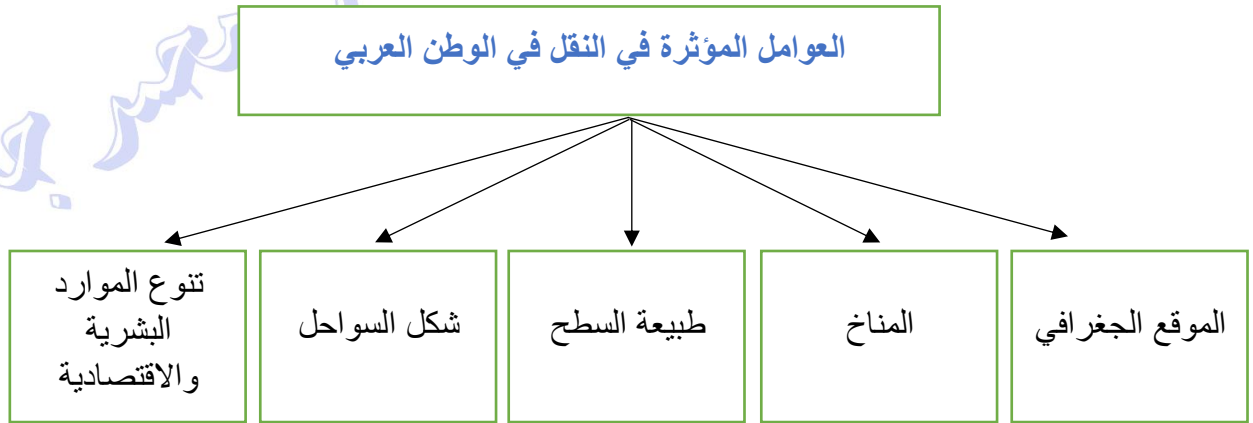 العوامل المؤثرة في النقل في الوطن العربي
الموقع الجغرافي
المناخ
طبيعة السطح
شكل السواحل
تنوع الموارد
البشرية
والاقتصادية